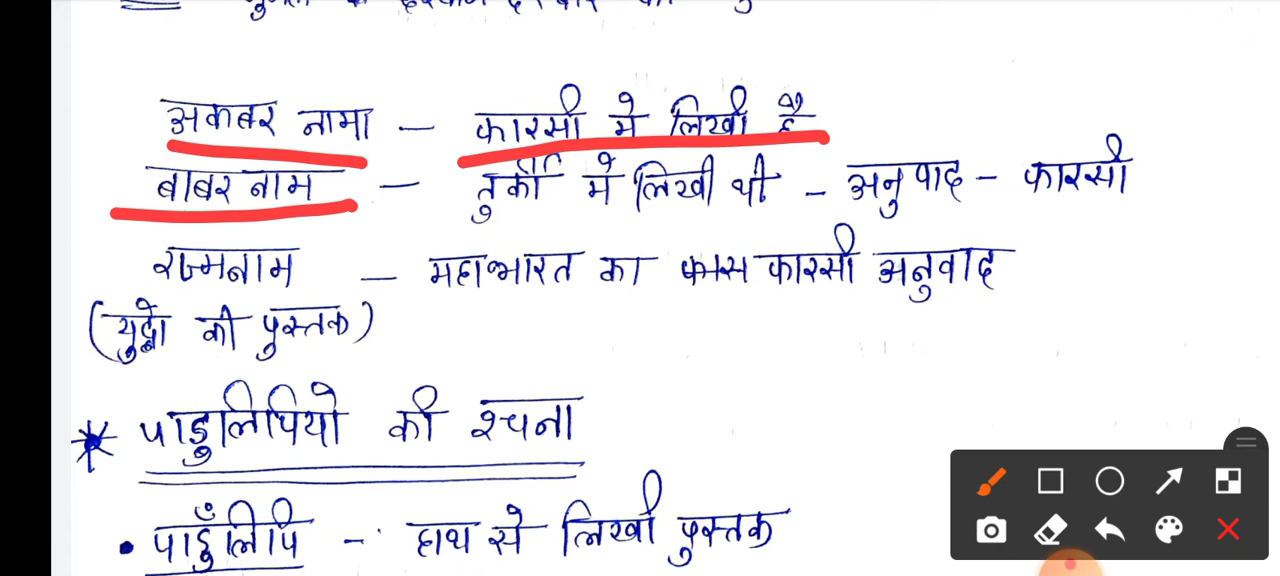 अकबर नामा – फारसी मे लिखी है
बाबर नाम – तुर्की मे लिखी थी – अनुवाद – फारसी
रज्मनाम – महाभारत का फारसी अनुवाद
(युद्धो की पुस्तक)
* पाडुलिपियो की रचना
• पाडुँलिपि – हाथ से लिखी पुस्तक